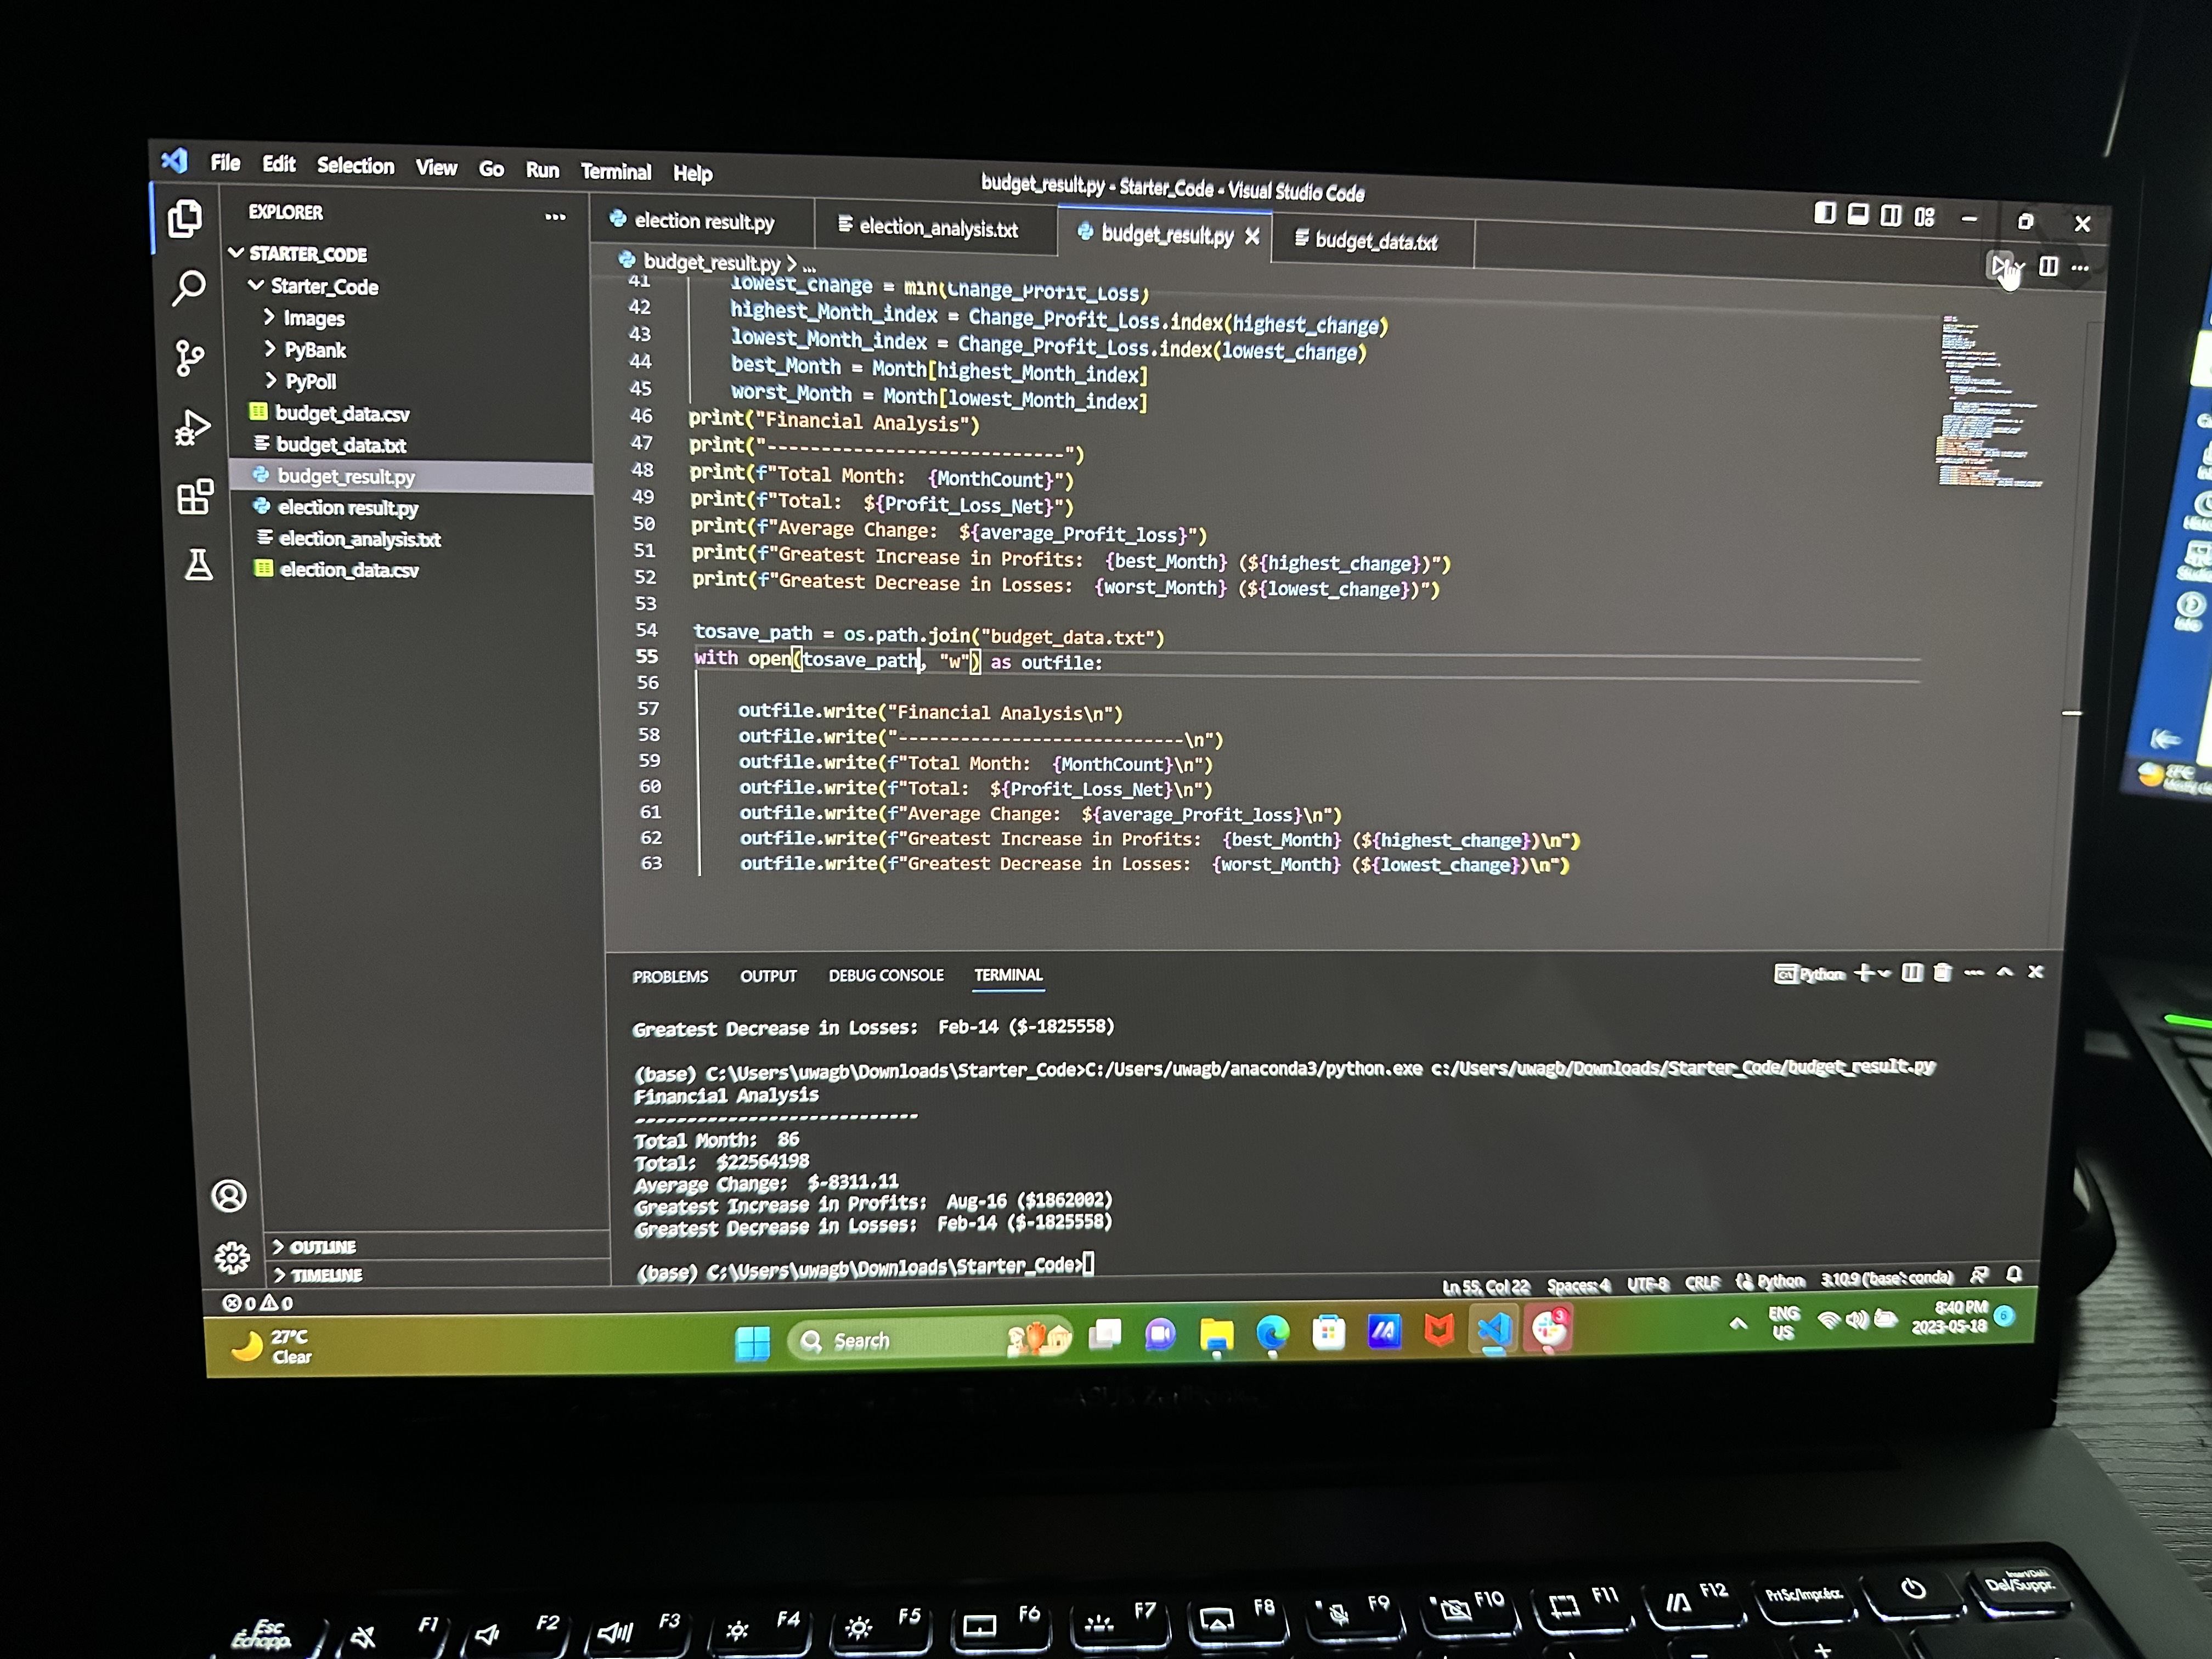 File Edit Selection View Go Run Terminal Help
budget_result.py - Starter_Code - Visual Studio Code
EXPLORER
STARTER_CODE
Starter_Code
Images
PyBank
PyPoll
budget_data.csv
budget_data.txt
budget_result.py
election result.py
election_analysis.txt
election_data.csv
OUTLINE
TIMELINE
election result.py election_analysis.txt budget_result.py budget_data.txt
budget_result.py > ...
41 lowest_change = min(Change_Profit_Loss)
42 highest_Month_index = Change_Profit_Loss.index(highest_change)
43 lowest_Month_index = Change_Profit_Loss.index(lowest_change)
44 best_Month = Month[highest_Month_index]
45 worst_Month = Month[lowest_Month_index]
46 print("Financial Analysis")
47 print("----------------------------")
48 print(f"Total Month:  {MonthCount}")
49 print(f"Total:  ${Profit_Loss_Net}")
50 print(f"Average Change:  ${average_Profit_loss}")
51 print(f"Greatest Increase in Profits:  {best_Month} (${highest_change})")
52 print(f"Greatest Decrease in Losses:  {worst_Month} (${lowest_change})")
53
54 tosave_path = os.path.join("budget_data.txt")
55 with open(tosave_path, "w") as outfile:
56
57 outfile.write("Financial Analysis\n")
58 outfile.write("----------------------------\n")
59 outfile.write(f"Total Month:  {MonthCount}\n")
60 outfile.write(f"Total:  ${Profit_Loss_Net}\n")
61 outfile.write(f"Average Change:  ${average_Profit_loss}\n")
62 outfile.write(f"Greatest Increase in Profits:  {best_Month} (${highest_change})\n")
63 outfile.write(f"Greatest Decrease in Losses:  {worst_Month} (${lowest_change})\n")
PROBLEMS OUTPUT DEBUG CONSOLE TERMINAL
Python
Greatest Decrease in Losses:  Feb-14 ($-1825558)
(base) C:\Users\uwagb\Downloads\Starter_Code>C:/Users/uwagb/anaconda3/python.exe c:/Users/uwagb/Downloads/Starter_Code/budget_result.py
Financial Analysis
----------------------------
Total Month:  86
Total:  $22564198
Average Change:  $-8311.11
Greatest Increase in Profits:  Aug-16 ($1862002)
Greatest Decrease in Losses:  Feb-14 ($-1825558)
(base) C:\Users\uwagb\Downloads\Starter_Code>
0 0
Ln 55, Col 22 Spaces: 4 UTF-8 CRLF Python 3.10.9 ('base': conda)
27°C
Clear
Search
3
ENG
US
8:40 PM
2023-05-18
6
Esc
Échapp.
F1 F2 F3 F4 F5 F6 F7 F8 F9 F10 F11 F12
PrtSc/Impr.écr.
Del/Suppr.